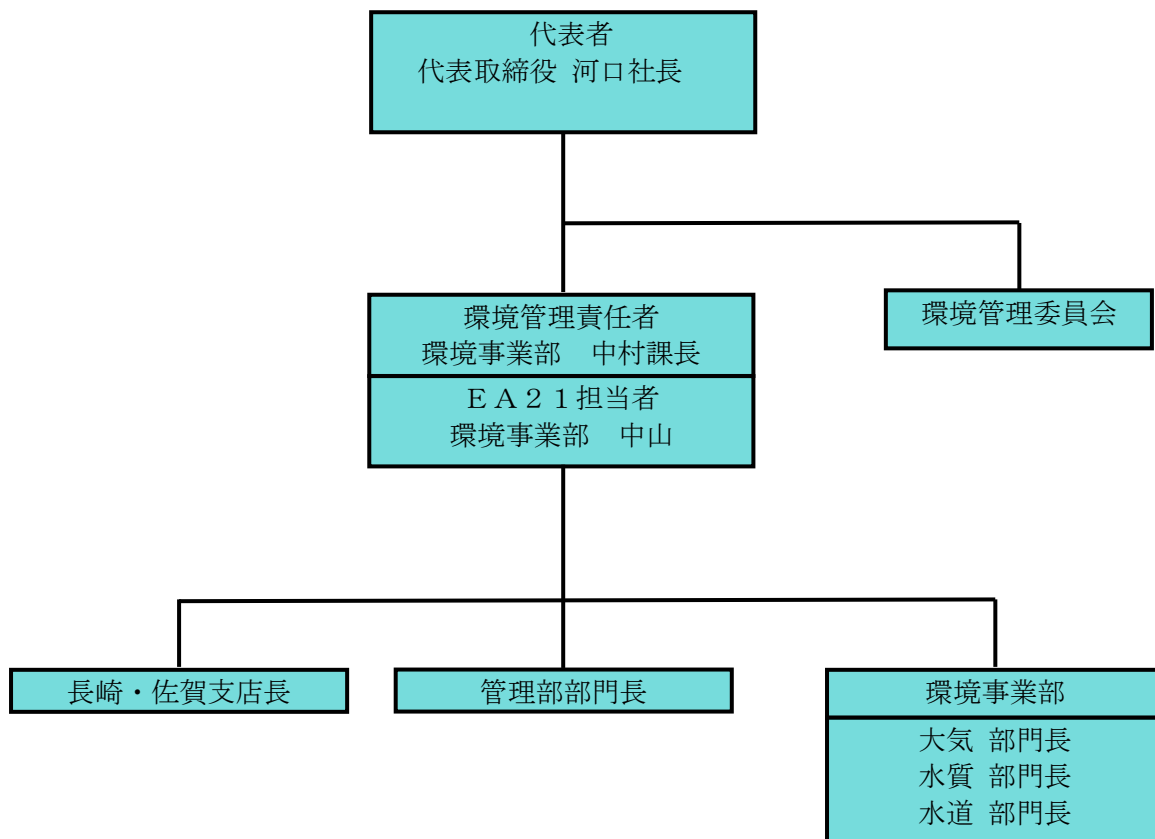 代表者
代表取締役 河口社長
環境管理委員会
環境管理責任者
環境事業部　中村課長
ＥＡ２１担当者
環境事業部　中山
長崎・佐賀支店長
管理部部門長
環境事業部
大気 部門長
水質 部門長
水道 部門長